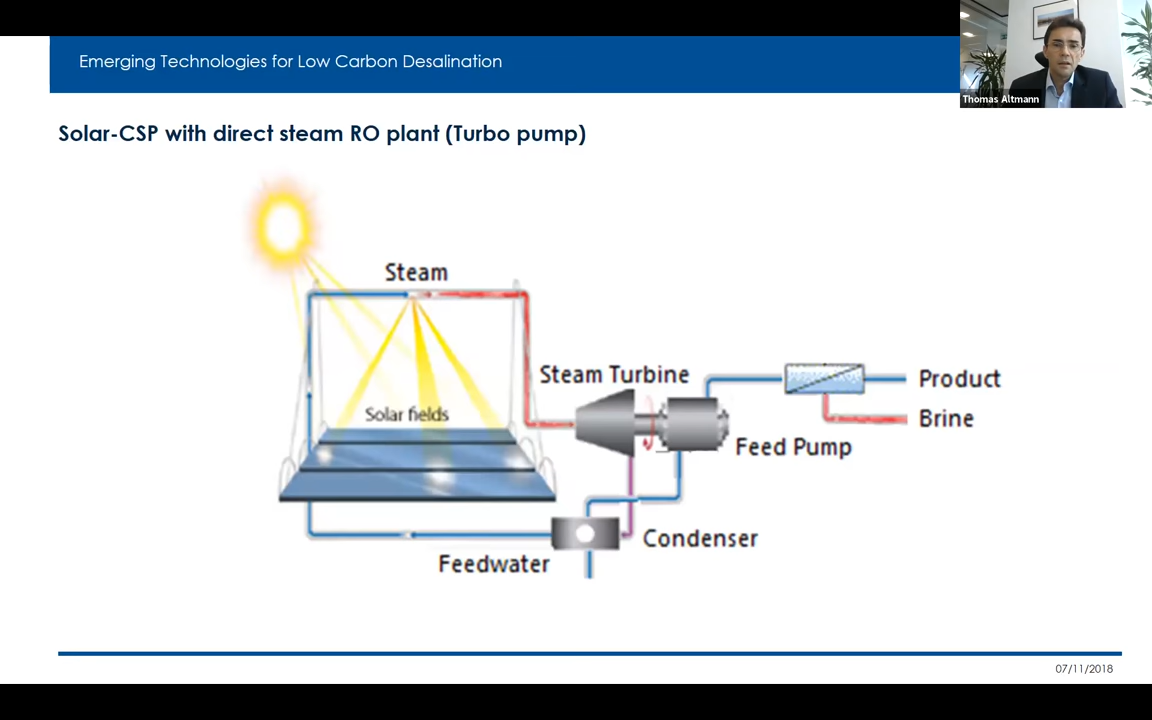 Emerging Technologies for Low Carbon Desalination
Thomas Altmann
Solar-CSP with direct steam RO plant (Turbo pump)
Steam
Steam Turbine
Solar fields
Product
Brine
Feed Pump
Condenser
Feedwater
07/11/2018